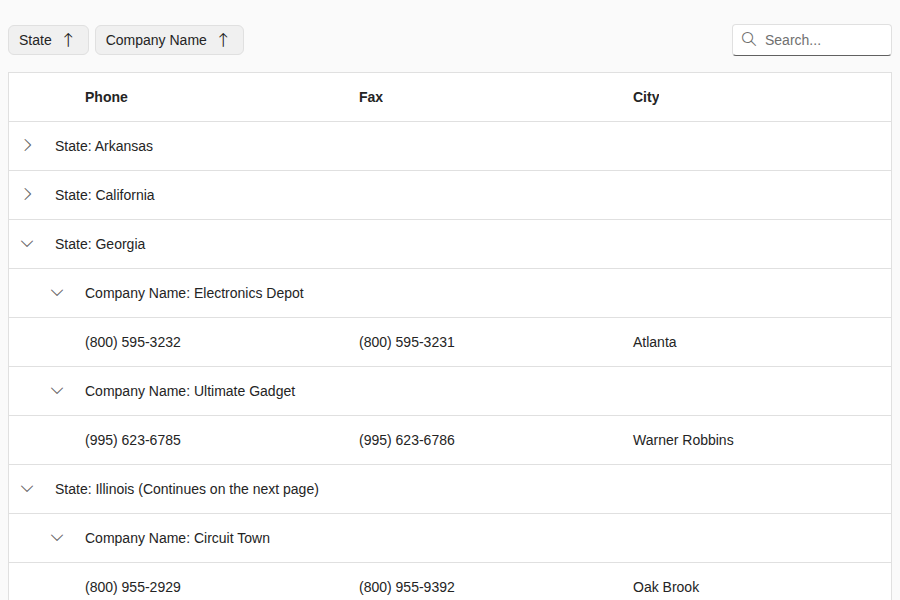 State Company Name Search...
Phone Fax City
State: Arkansas
State: California
State: Georgia
Company Name: Electronics Depot
(800) 595-3232 (800) 595-3231 Atlanta
Company Name: Ultimate Gadget
(995) 623-6785 (995) 623-6786 Warner Robbins
State: Illinois (Continues on the next page)
Company Name: Circuit Town
(800) 955-2929 (800) 955-9392 Oak Brook